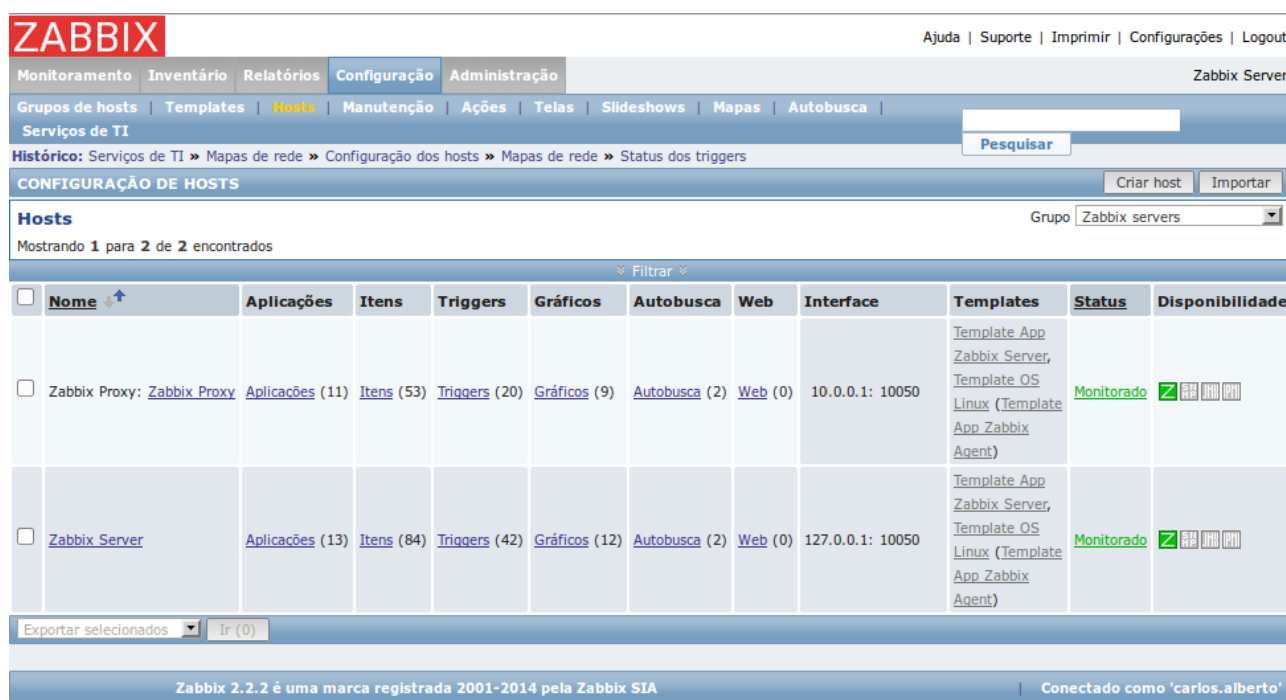 ZABBIX
Ajuda | Suporte | Imprimir | Configurações | Logout
Monitoramento Inventário Relatórios Configuração Administração
Zabbix Server
Grupos de hosts | Templates | Hosts | Manutenção | Ações | Telas | Slideshows | Mapas | Autobusca |
Serviços de TI
Pesquisar
Histórico: Serviços de TI » Mapas de rede » Configuração dos hosts » Mapas de rede » Status dos triggers
CONFIGURAÇÃO DE HOSTS
Criar host Importar
Hosts
Grupo Zabbix servers
Mostrando 1 para 2 de 2 encontrados
Filtrar
Nome Aplicações Itens Triggers Gráficos Autobusca Web Interface Templates Status Disponibilidade
Zabbix Proxy: Zabbix Proxy Aplicações (11) Itens (53) Triggers (20) Gráficos (9) Autobusca (2) Web (0) 10.0.0.1: 10050
Template App
Zabbix Server,
Template OS
Linux (Template
App Zabbix
Agent)
Monitorado Z SNMP JMX IPMI
Zabbix Server Aplicações (13) Itens (84) Triggers (42) Gráficos (12) Autobusca (2) Web (0) 127.0.0.1: 10050
Template App
Zabbix Server,
Template OS
Linux (Template
App Zabbix
Agent)
Monitorado Z SNMP JMX IPMI
Exportar selecionados Ir (0)
Zabbix 2.2.2 é uma marca registrada 2001-2014 pela Zabbix SIA
| Conectado como 'carlos.alberto'